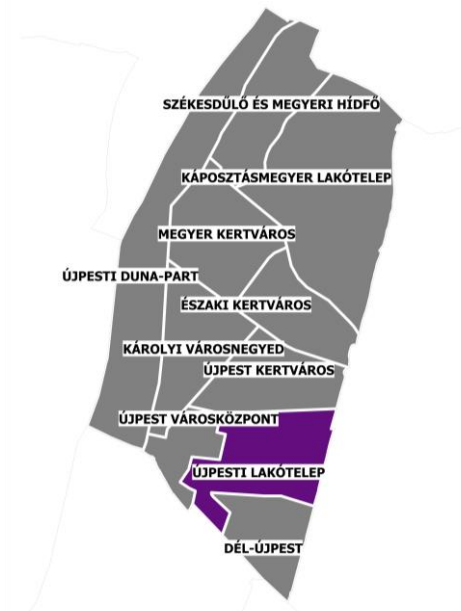 SZÉKESDŰLŐ ÉS MEGYERI HÍDFŐ
KÁPOSZTÁSMEGYER LAKÓTELEP
MEGYER KERTVÁROS
ÚJPESTI DUNA-PART
ÉSZAKI KERTVÁROS
KÁROLYI VÁROSNEGYED
ÚJPEST KERTVÁROS
ÚJPEST VÁROSKÖZPONT
ÚJPESTI LAKÓTELEP
DÉL-ÚJPEST